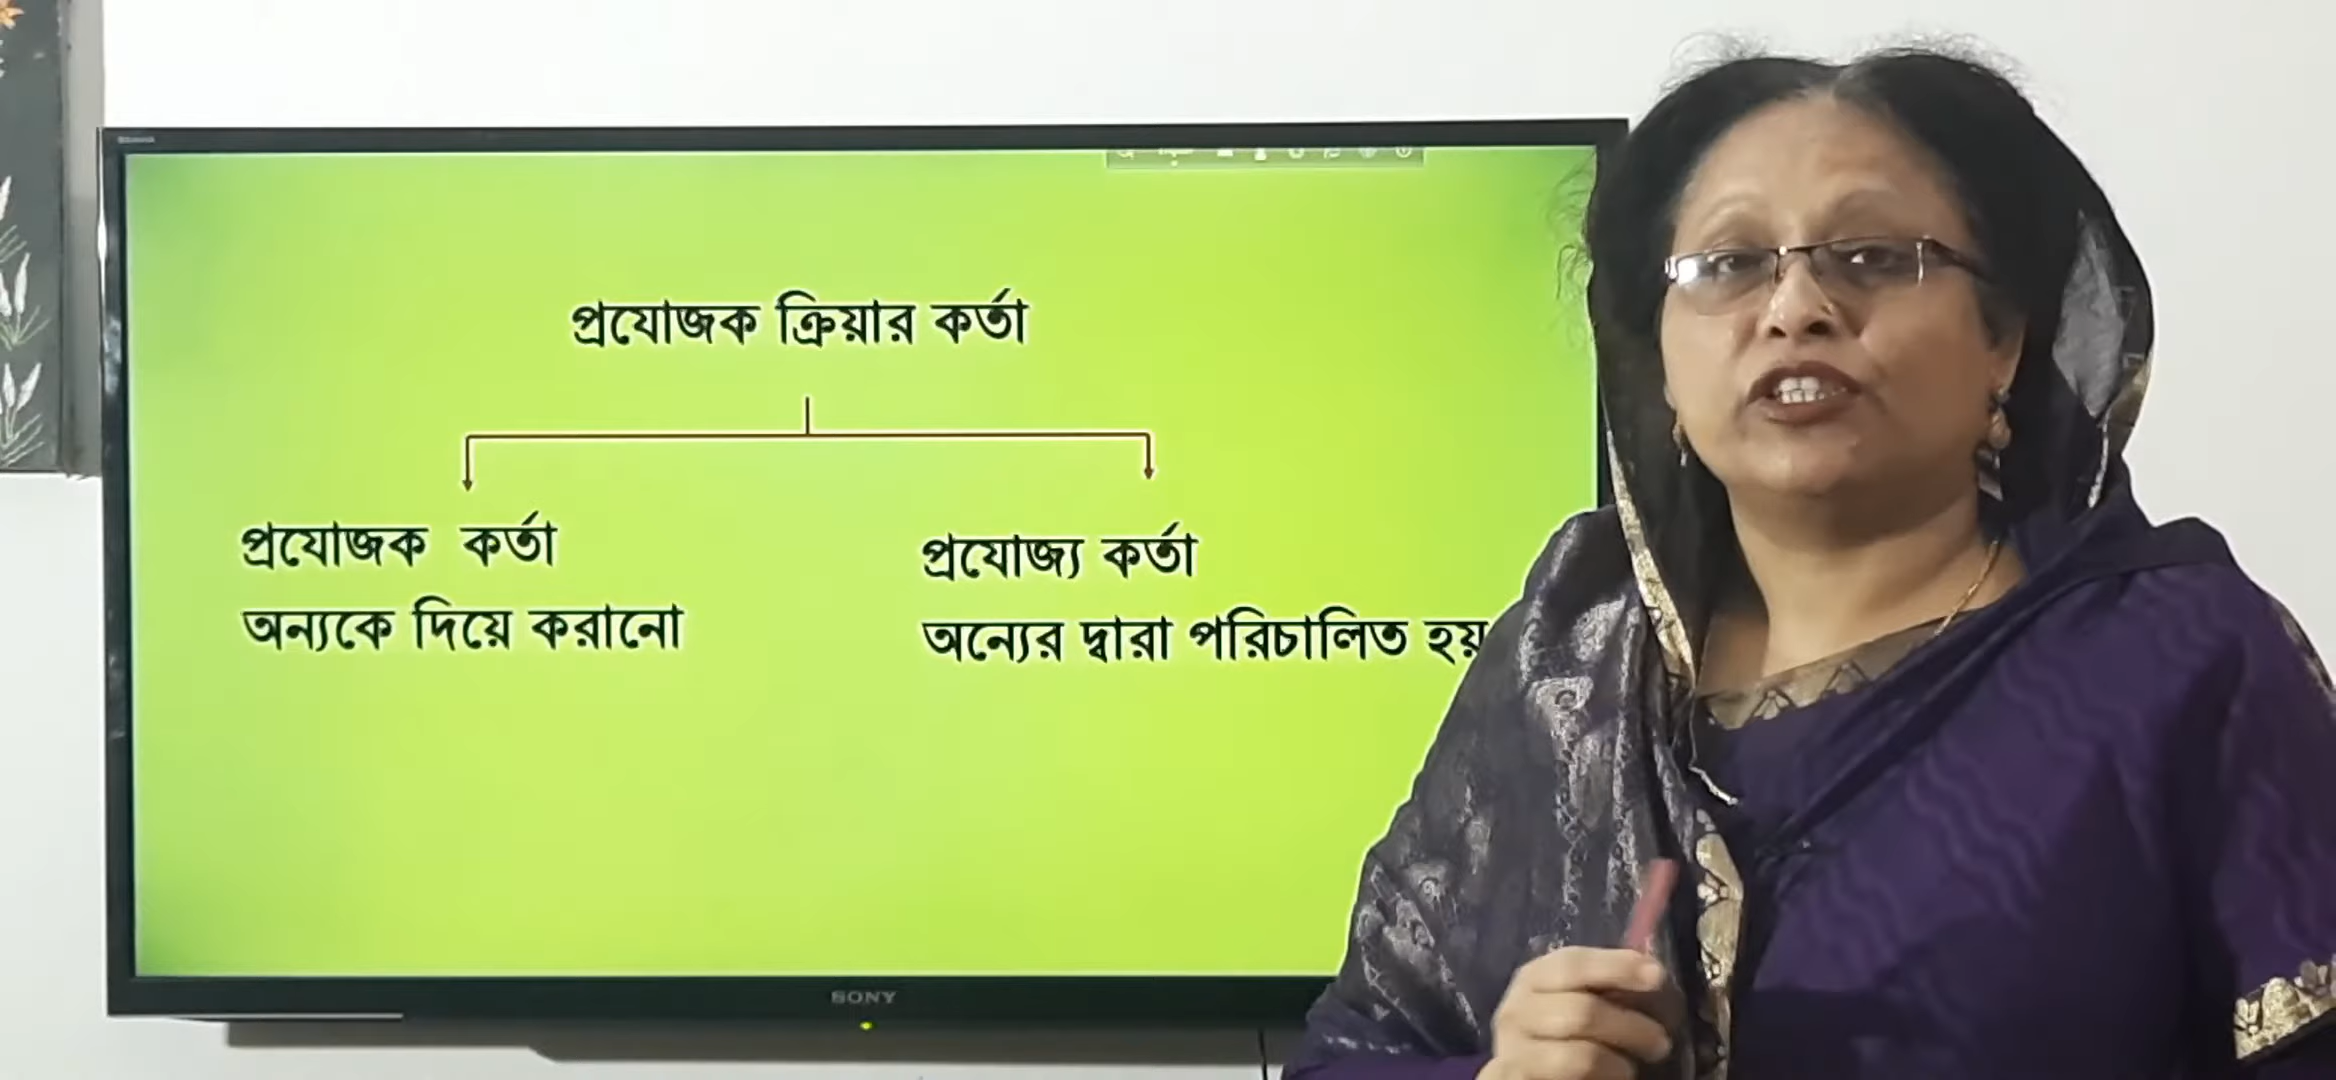 প্রযোজক ক্রিয়ার কর্তা
প্রযোজক কর্তা
অন্যকে দিয়ে করানো
প্রযোজ্য কর্তা
অন্যের দ্বারা পরিচালিত হয়
SONY